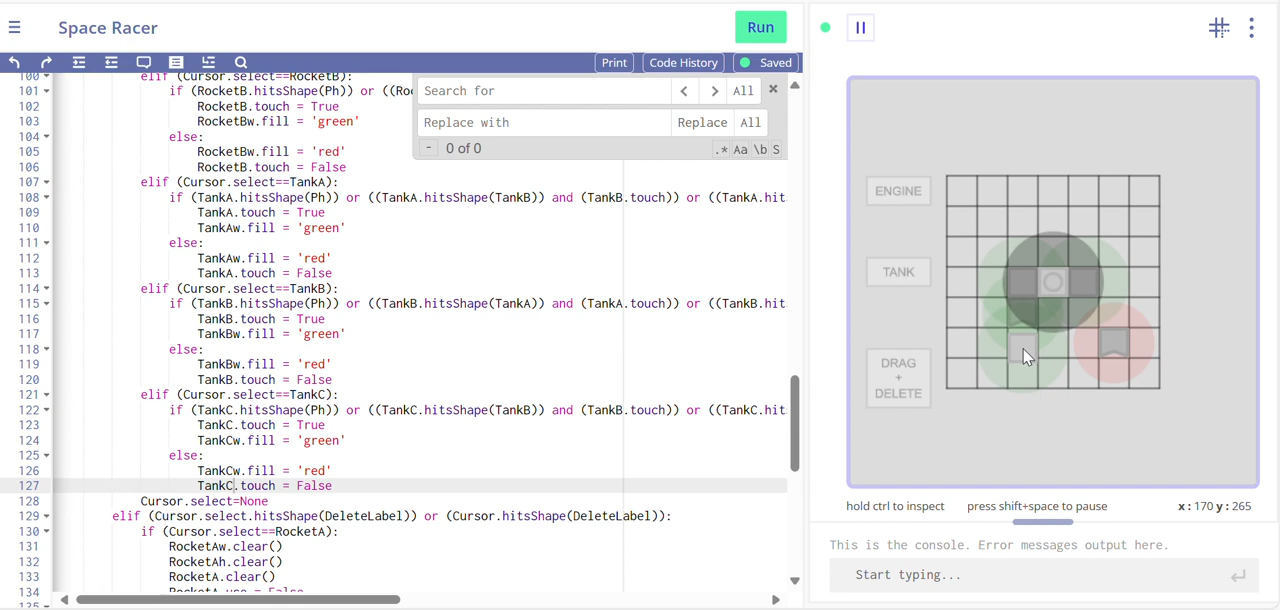 Space Racer
Run
Print
Code History
Saved
100 elif (Cursor.select==RocketB):
101 if (RocketB.hitsShape(Ph)) or ((Roc
102 RocketB.touch = True
103 RocketBw.fill = 'green'
104 else:
105 RocketBw.fill = 'red'
106 RocketB.touch = False
107 elif (Cursor.select==TankA):
108 if (TankA.hitsShape(Ph)) or ((TankA.hitsShape(TankB)) and (TankB.touch)) or ((TankA.hit
109 TankA.touch = True
110 TankAw.fill = 'green'
111 else:
112 TankAw.fill = 'red'
113 TankA.touch = False
114 elif (Cursor.select==TankB):
115 if (TankB.hitsShape(Ph)) or ((TankB.hitsShape(TankA)) and (TankA.touch)) or ((TankB.hit
116 TankB.touch = True
117 TankBw.fill = 'green'
118 else:
119 TankBw.fill = 'red'
120 TankB.touch = False
121 elif (Cursor.select==TankC):
122 if (TankC.hitsShape(Ph)) or ((TankC.hitsShape(TankB)) and (TankB.touch)) or ((TankC.hit
123 TankC.touch = True
124 TankCw.fill = 'green'
125 else:
126 TankCw.fill = 'red'
127 TankC.touch = False
128 Cursor.select=None
129 elif (Cursor.select.hitsShape(DeleteLabel)) or (Cursor.hitsShape(DeleteLabel)):
130 if (Cursor.select==RocketA):
131 RocketAw.clear()
132 RocketAh.clear()
133 RocketA.clear()
134 RocketA.use = False
135
Search for
All
Replace with
Replace
All
- 0 of 0
.* Aa \b S
ENGINE
TANK
DRAG
+
DELETE
hold ctrl to inspect
press shift+space to pause
x: 170 y: 265
This is the console. Error messages output here.
Start typing...